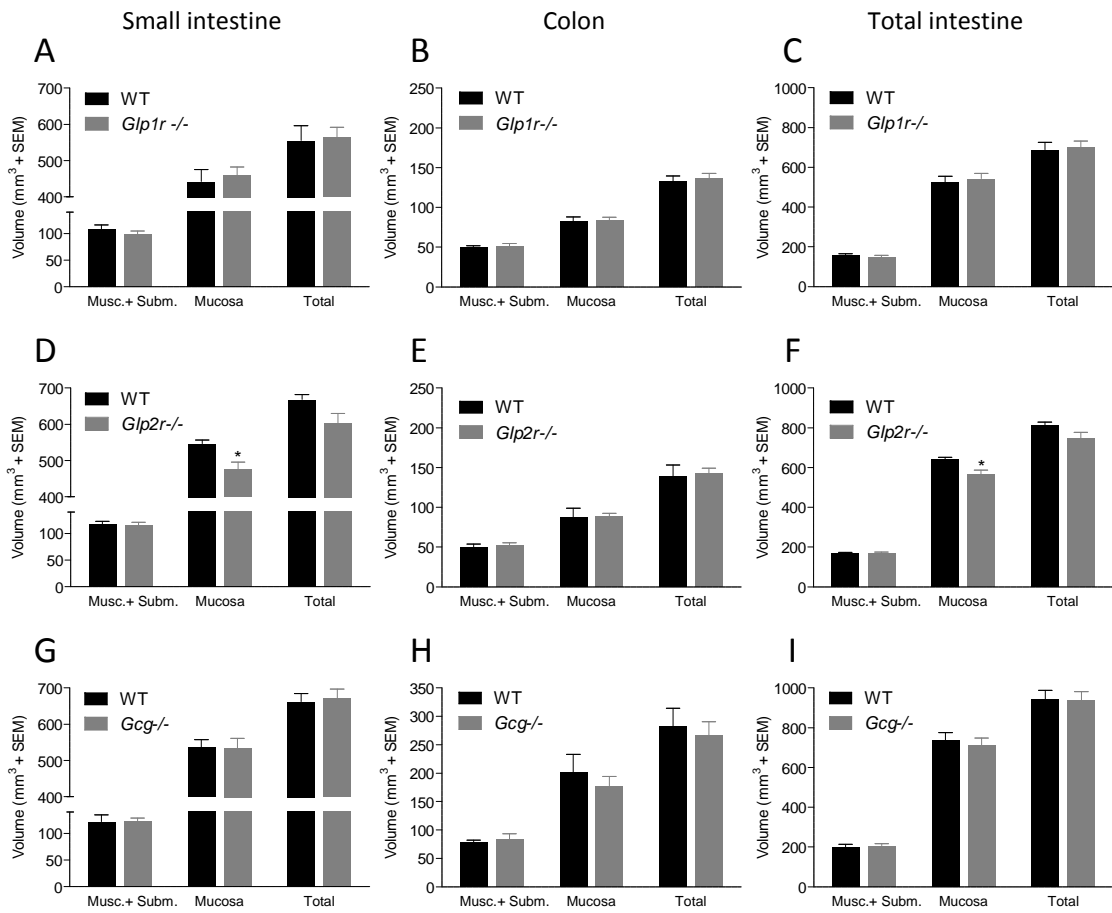 Small intestine
Colon
Total intestine
A
700
600
500
400
100
50
0
Volume (mm³ + SEM)
WT
Glp1r -/-
Musc.+ Subm.
Mucosa
Total
B
250
200
150
100
50
0
Volume (mm³ + SEM)
WT
Glp1r-/-
Musc.+ Subm.
Mucosa
Total
C
1000
800
600
400
200
0
Volume (mm³ + SEM)
WT
Glp1r-/-
Musc.+ Subm.
Mucosa
Total
D
700
600
500
400
100
50
0
Volume (mm³ + SEM)
WT
Glp2r-/-
*
Musc.+ Subm.
Mucosa
Total
E
250
200
150
100
50
0
Volume (mm³ + SEM)
WT
Glp2r-/-
Musc.+ Subm.
Mucosa
Total
F
1000
800
600
400
200
0
Volume (mm³ + SEM)
WT
Glp2r-/-
*
Musc.+ Subm.
Mucosa
Total
G
700
600
500
400
100
50
0
Volume (mm³ + SEM)
WT
Gcg-/-
Musc.+ Subm.
Mucosa
Total
H
350
300
250
200
150
100
50
0
Volume (mm³ + SEM)
WT
Gcg-/-
Musc.+ Subm.
Mucosa
Total
I
1000
800
600
400
200
0
Volume (mm³ + SEM)
WT
Gcg-/-
Musc.+ Subm.
Mucosa
Total